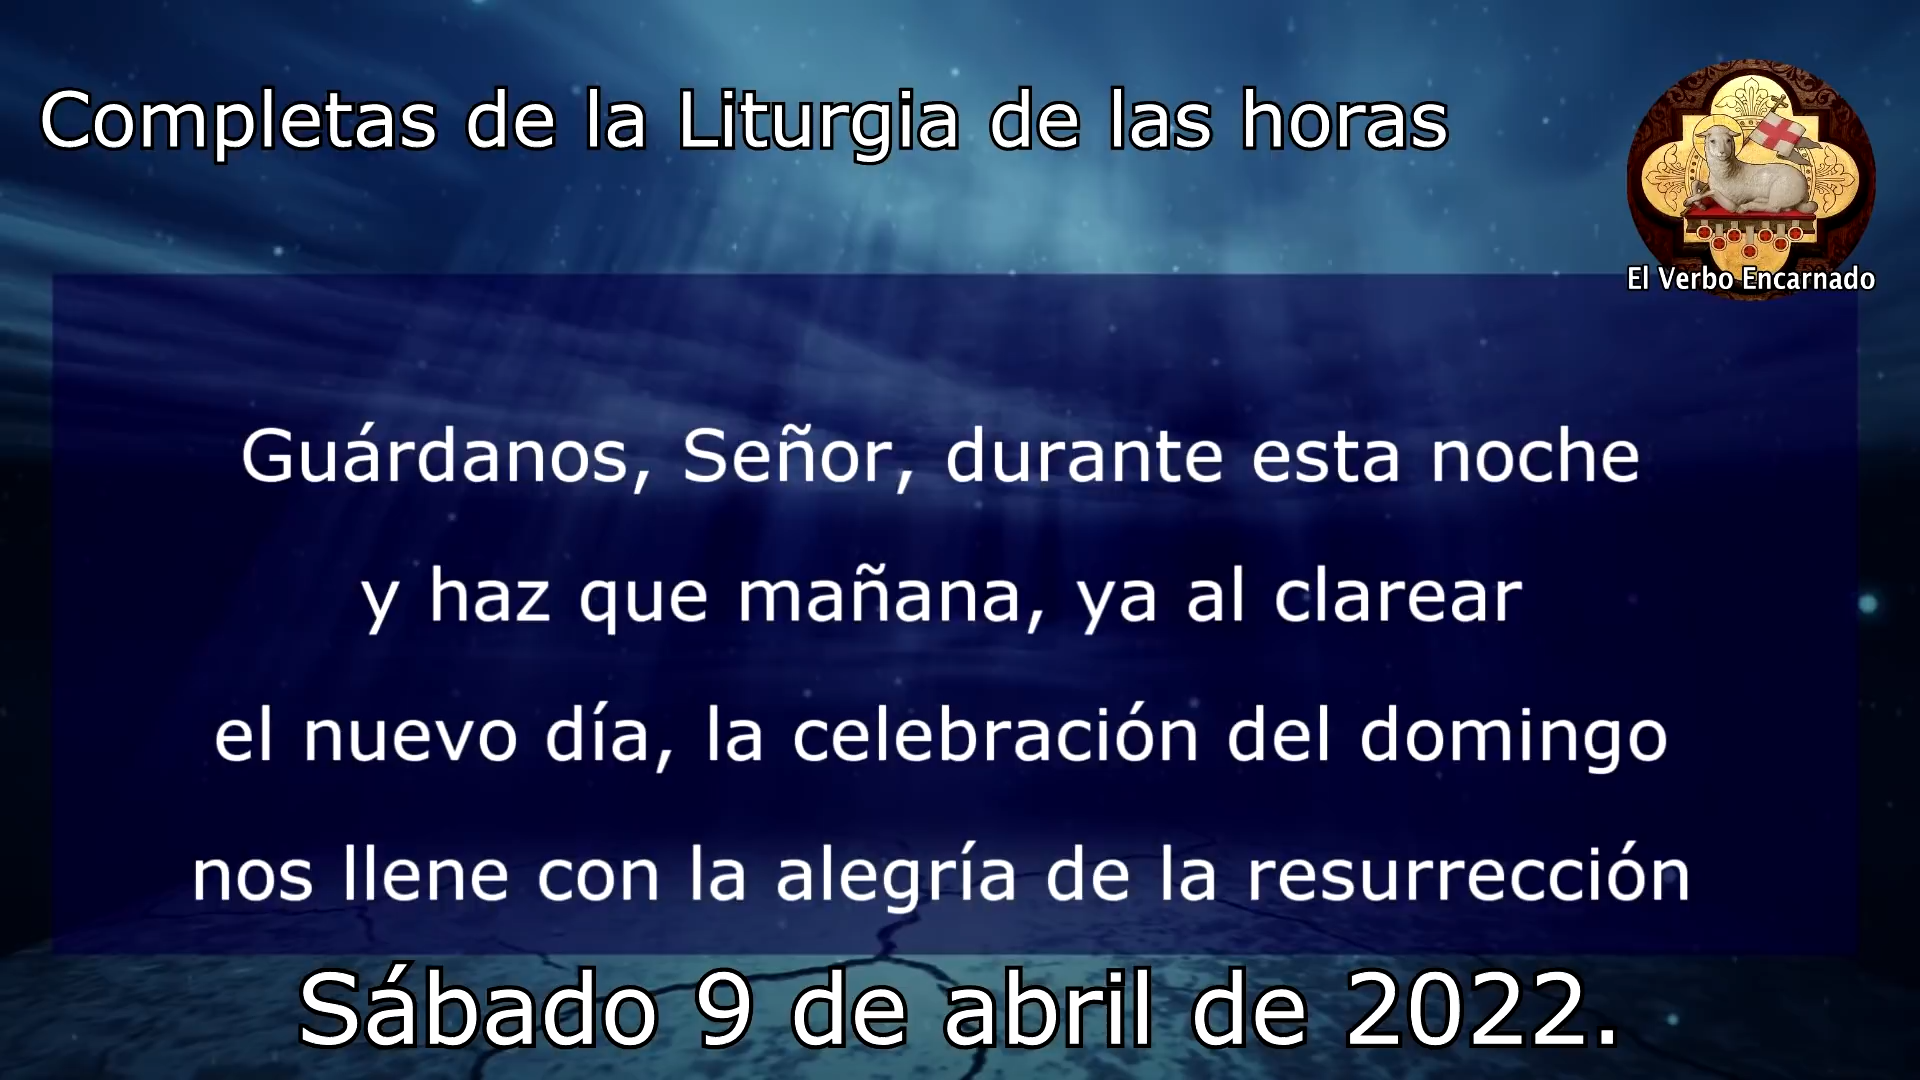 Completas de la Liturgia de las horas
El Verbo Encarnado
Guárdanos, Señor, durante esta noche
y haz que mañana, ya al clarear
el nuevo día, la celebración del domingo
nos llene con la alegría de la resurrección
Sábado 9 de abril de 2022.